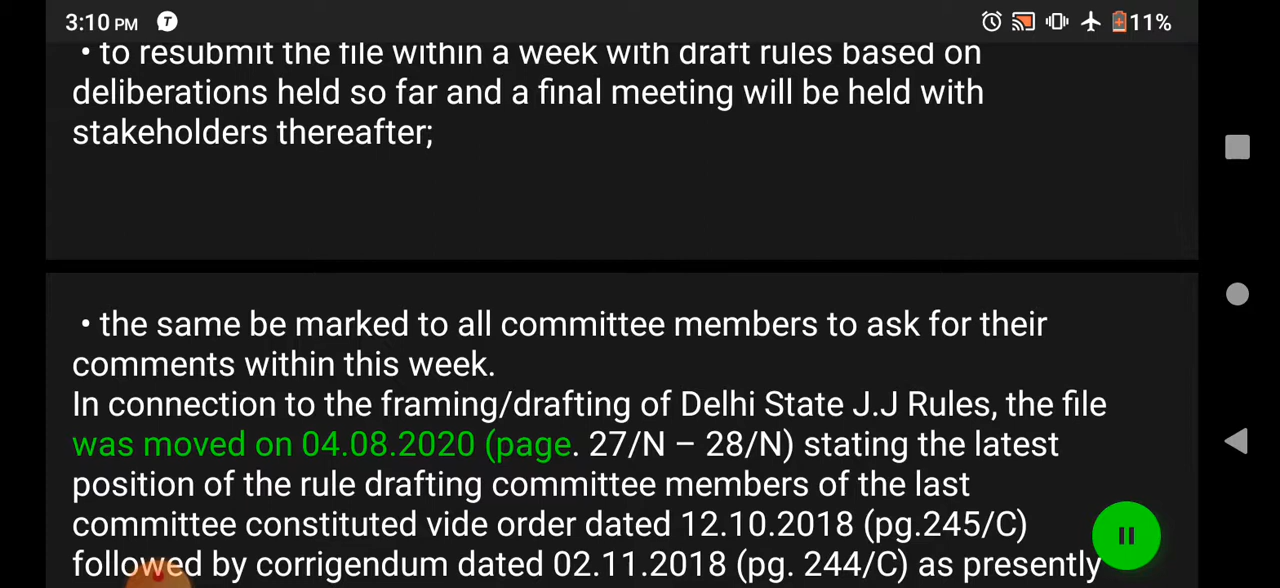 3:10 PM
11%
• to resubmit the file within a week with draft rules based on
deliberations held so far and a final meeting will be held with
stakeholders thereafter;
• the same be marked to all committee members to ask for their
comments within this week.
In connection to the framing/drafting of Delhi State J.J Rules, the file
was moved on 04.08.2020 (page. 27/N – 28/N) stating the latest
position of the rule drafting committee members of the last
committee constituted vide order dated 12.10.2018 (pg.245/C)
followed by corrigendum dated 02.11.2018 (pg. 244/C) as presently